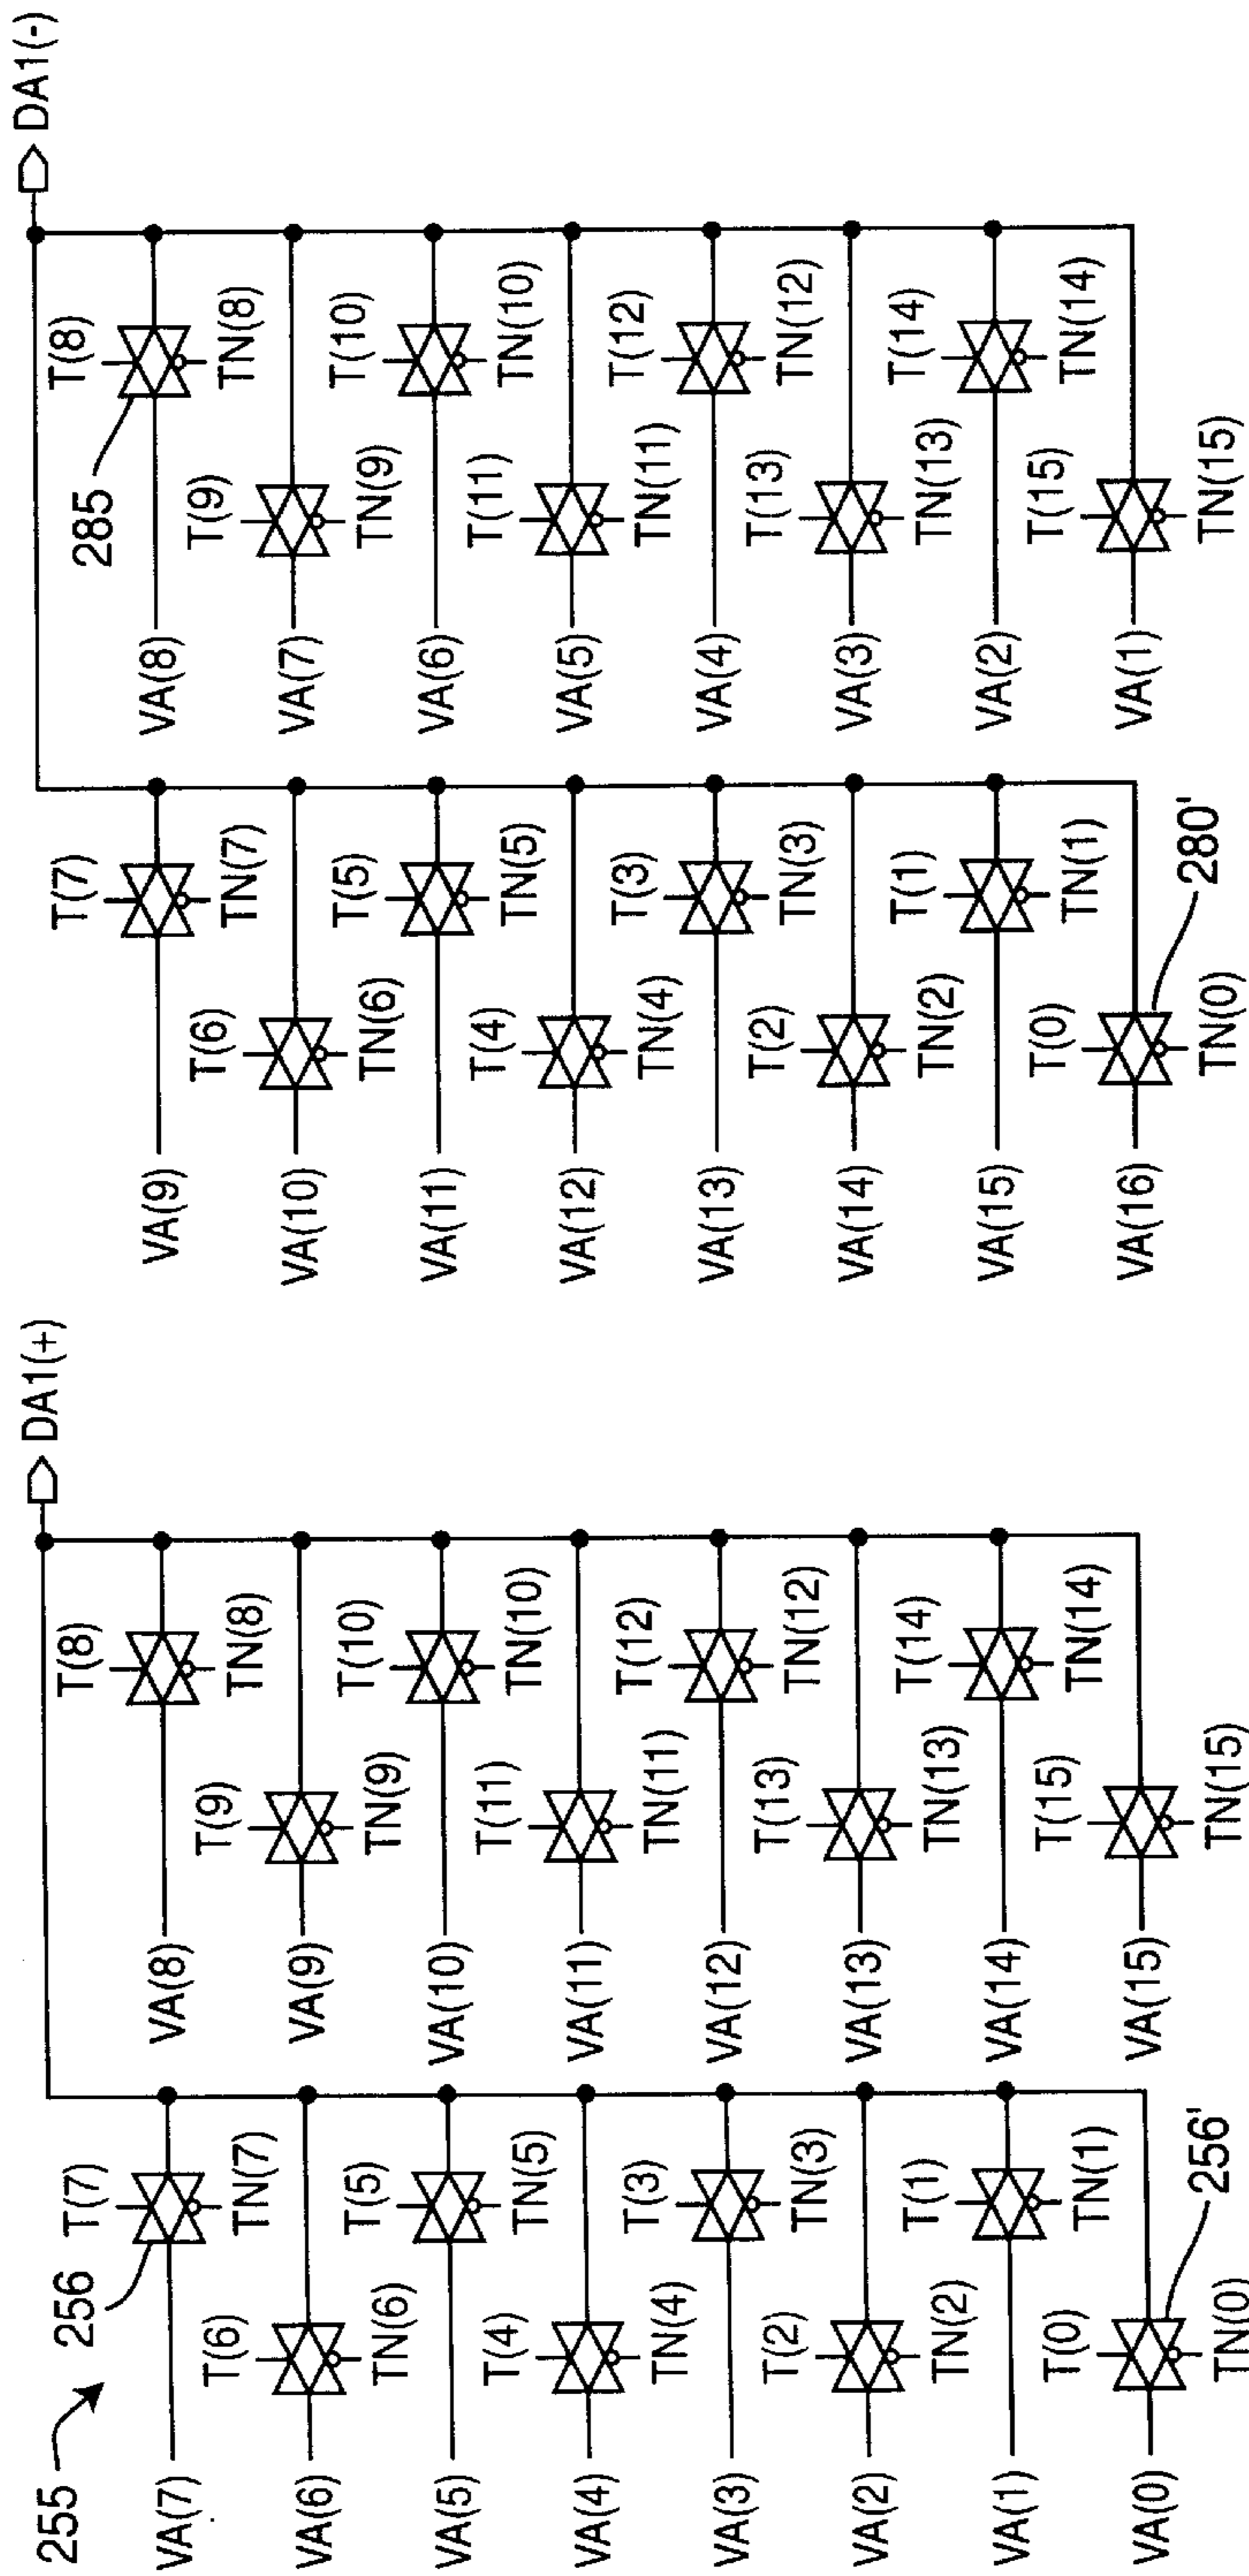 255
256
DA1(+)
T(7)
VA(7)
TN(7)
T(6)
VA(6)
TN(6)
T(5)
VA(5)
TN(5)
T(4)
VA(4)
TN(4)
T(3)
VA(3)
TN(3)
T(2)
VA(2)
TN(2)
T(1)
VA(1)
TN(1)
256'
T(0)
VA(0)
TN(0)
T(8)
VA(8)
TN(8)
T(9)
VA(9)
TN(9)
T(10)
VA(10)
TN(10)
T(11)
VA(11)
TN(11)
T(12)
VA(12)
TN(12)
T(13)
VA(13)
TN(13)
T(14)
VA(14)
TN(14)
T(15)
VA(15)
TN(15)
DA1(-)
T(7)
VA(9)
TN(7)
T(6)
VA(10)
TN(6)
T(5)
VA(11)
TN(5)
T(4)
VA(12)
TN(4)
T(3)
VA(13)
TN(3)
T(2)
VA(14)
TN(2)
T(1)
VA(15)
TN(1)
280'
T(0)
VA(16)
TN(0)
285
T(8)
VA(8)
TN(8)
T(9)
VA(7)
TN(9)
T(10)
VA(6)
TN(10)
T(11)
VA(5)
TN(11)
T(12)
VA(4)
TN(12)
T(13)
VA(3)
TN(13)
T(14)
VA(2)
TN(14)
T(15)
VA(1)
TN(15)